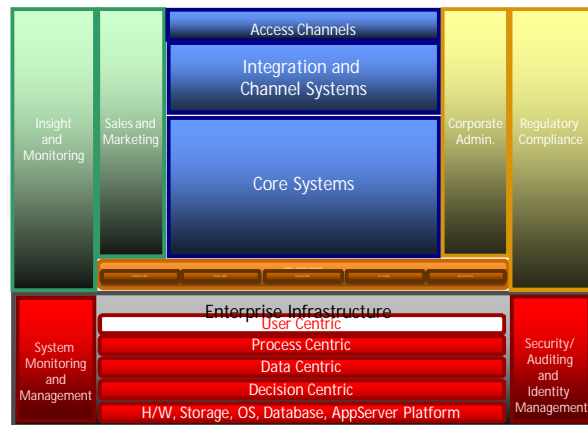 Access Channels
Integration and
Channel Systems
Insight
and
Monitoring
Sales and
Marketing
Core Systems
Corporate
Admin.
Regulatory
Compliance
Enterprise Infrastructure
User Centric
Process Centric
Data Centric
Decision Centric
H/W, Storage, OS, Database, AppServer Platform
System
Monitoring
and
Management
Security/
Auditing
and
Identity
Management